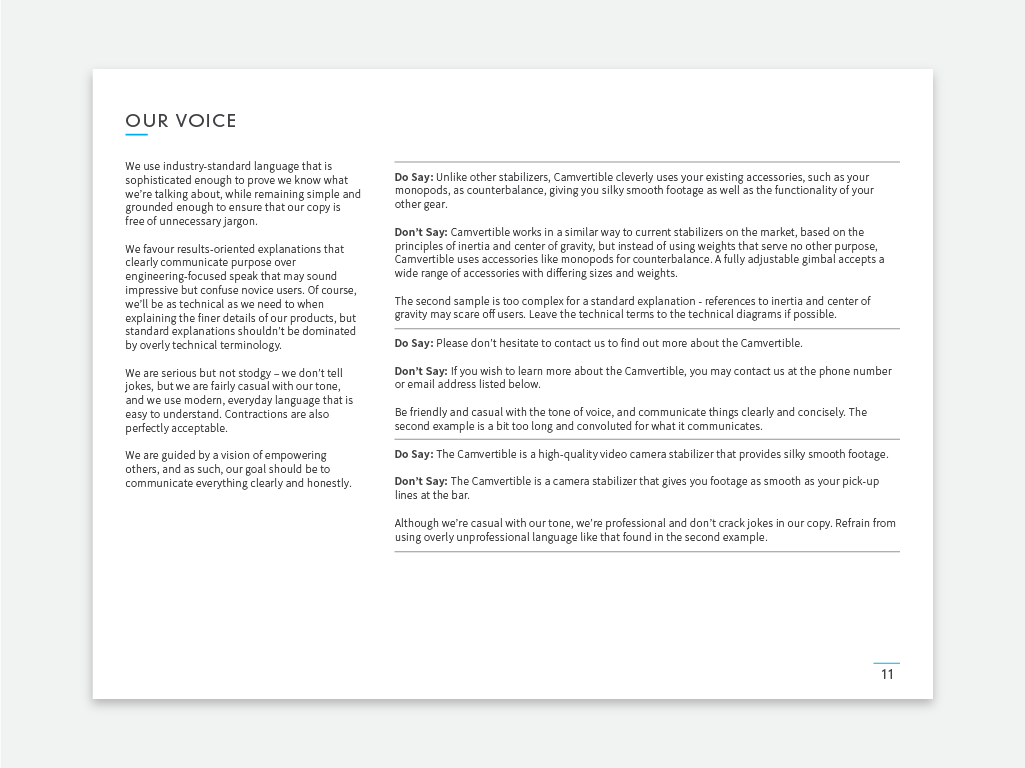 OUR VOICE
We use industry-standard language that is
sophisticated enough to prove we know what
we're talking about, while remaining simple and
grounded enough to ensure that our copy is
free of unnecessary jargon.
We favour results-oriented explanations that
clearly communicate purpose over
engineering-focused speak that may sound
impressive but confuse novice users. Of course,
we'll be as technical as we need to when
explaining the finer details of our products, but
standard explanations shouldn't be dominated
by overly technical terminology.
We are serious but not stodgy – we don't tell
jokes, but we are fairly casual with our tone,
and we use modern, everyday language that is
easy to understand. Contractions are also
perfectly acceptable.
We are guided by a vision of empowering
others, and as such, our goal should be to
communicate everything clearly and honestly.
Do Say: Unlike other stabilizers, Camvertible cleverly uses your existing accessories, such as your
monopods, as counterbalance, giving you silky smooth footage as well as the functionality of your
other gear.
Don't Say: Camvertible works in a similar way to current stabilizers on the market, based on the
principles of inertia and center of gravity, but instead of using weights that serve no other purpose,
Camvertible uses accessories like monopods for counterbalance. A fully adjustable gimbal accepts a
wide range of accessories with differing sizes and weights.
The second sample is too complex for a standard explanation - references to inertia and center of
gravity may scare off users. Leave the technical terms to the technical diagrams if possible.
Do Say: Please don't hesitate to contact us to find out more about the Camvertible.
Don't Say: If you wish to learn more about the Camvertible, you may contact us at the phone number
or email address listed below.
Be friendly and casual with the tone of voice, and communicate things clearly and concisely. The
second example is a bit too long and convoluted for what it communicates.
Do Say: The Camvertible is a high-quality video camera stabilizer that provides silky smooth footage.
Don't Say: The Camvertible is a camera stabilizer that gives you footage as smooth as your pick-up
lines at the bar.
Although we're casual with our tone, we're professional and don't crack jokes in our copy. Refrain from
using overly unprofessional language like that found in the second example.
11